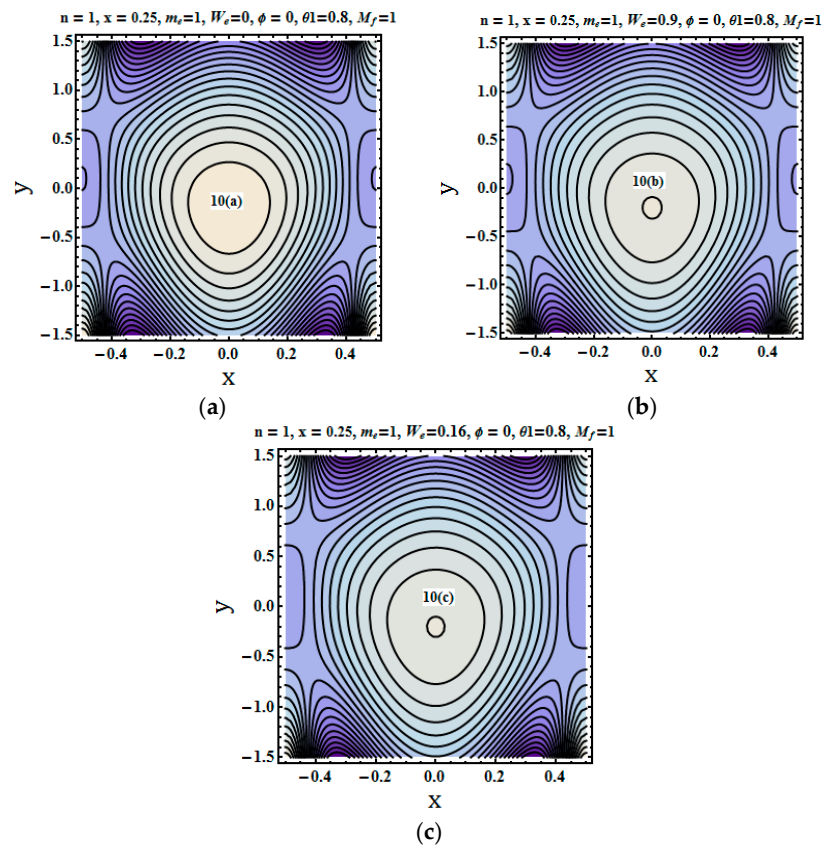 n = 1, x = 0.25, mₑ=1, Wₑ=0, ϕ = 0, θ1=0.8, M_f=1
1.5
1.0
0.5
0.0
−0.5
−1.0
−1.5
y
10(a)
−0.4 −0.2 0.0 0.2 0.4
x
(a)
n = 1, x = 0.25, mₑ=1, Wₑ=0.9, ϕ = 0, θ1=0.8, M_f=1
1.5
1.0
0.5
0.0
−0.5
−1.0
−1.5
y
10(b)
−0.4 −0.2 0.0 0.2 0.4
x
(b)
n = 1, x = 0.25, mₑ=1, Wₑ=0.16, ϕ = 0, θ1=0.8, M_f=1
1.5
1.0
0.5
0.0
−0.5
−1.0
−1.5
y
10(c)
−0.4 −0.2 0.0 0.2 0.4
x
(c)